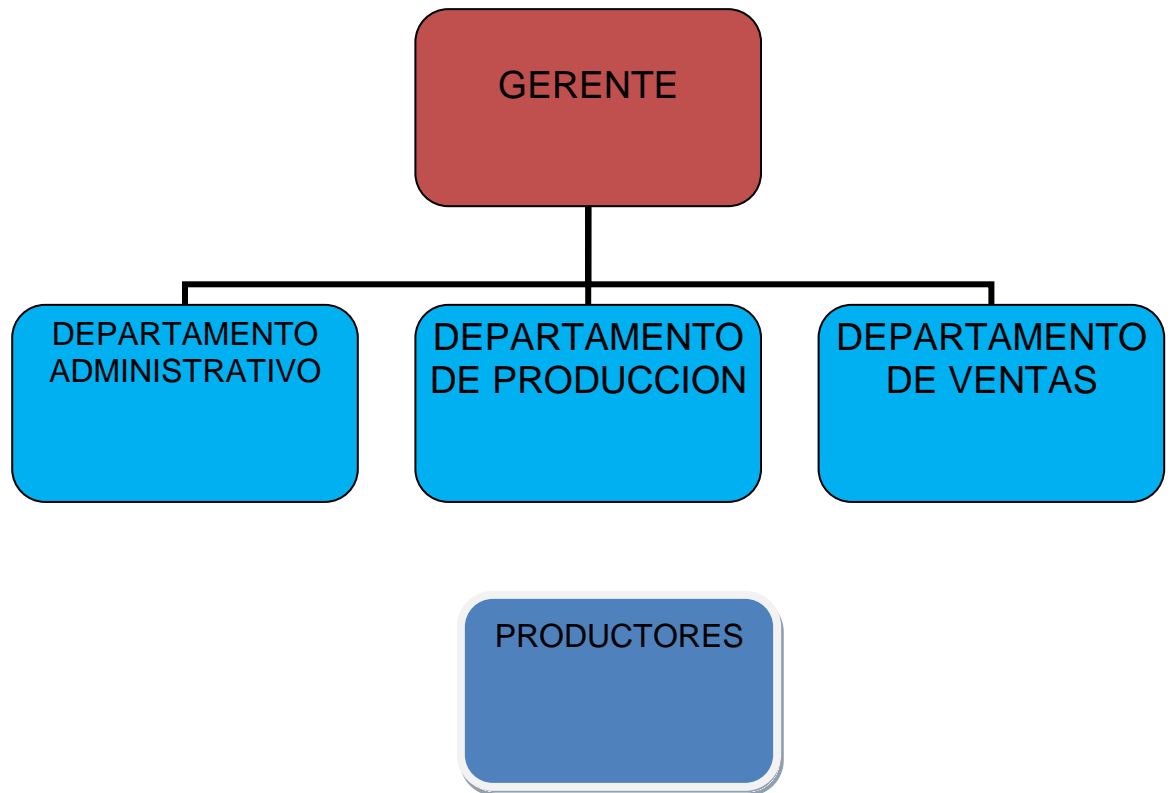 GERENTE
DEPARTAMENTO
ADMINISTRATIVO
DEPARTAMENTO
DE PRODUCCION
DEPARTAMENTO
DE VENTAS
PRODUCTORES